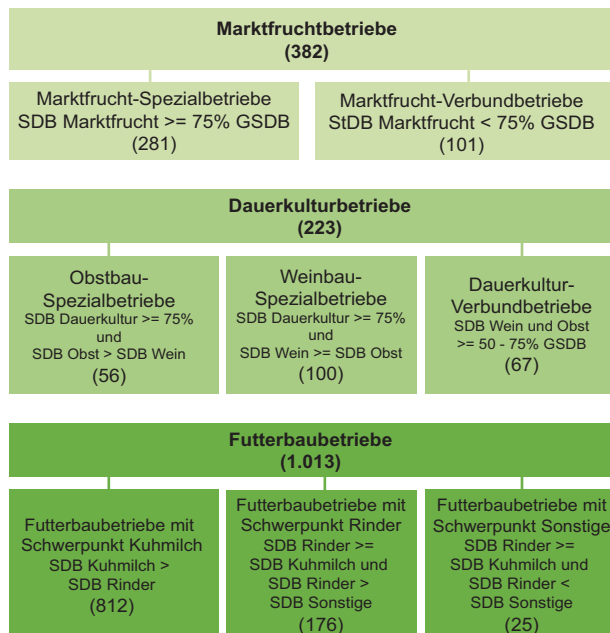 Marktfruchtbetriebe
(382)
Marktfrucht-Spezialbetriebe
SDB Marktfrucht >= 75% GSDB
(281)
Marktfrucht-Verbundbetriebe
StDB Marktfrucht < 75% GSDB
(101)
Dauerkulturbetriebe
(223)
Obstbau-
Spezialbetriebe
SDB Dauerkultur >= 75%
und
SDB Obst > SDB Wein
(56)
Weinbau-
Spezialbetriebe
SDB Dauerkultur >= 75%
und
SDB Wein >= SDB Obst
(100)
Dauerkultur-
Verbundbetriebe
SDB Wein und Obst
>= 50 - 75% GSDB
(67)
Futterbaubetriebe
(1.013)
Futterbaubetriebe mit
Schwerpunkt Kuhmilch
SDB Kuhmilch >
SDB Rinder
(812)
Futterbaubetriebe mit
Schwerpunkt Rinder
SDB Rinder >=
SDB Kuhmilch und
SDB Rinder >
SDB Sonstige
(176)
Futterbaubetriebe mit
Schwerpunkt Sonstige
SDB Rinder >=
SDB Kuhmilch und
SDB Rinder <
SDB Sonstige
(25)